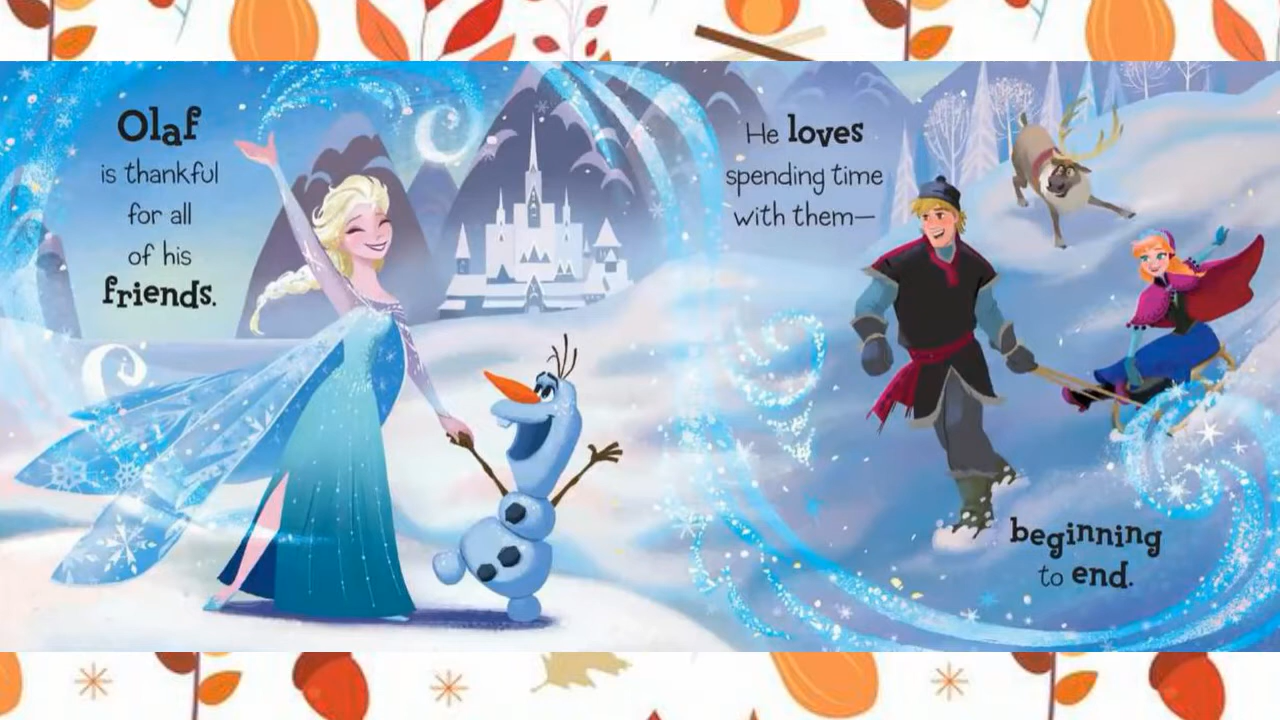 Olaf
is thankful
for all
of his
friends.
He loves
spending time
with them—
beginning
to end.